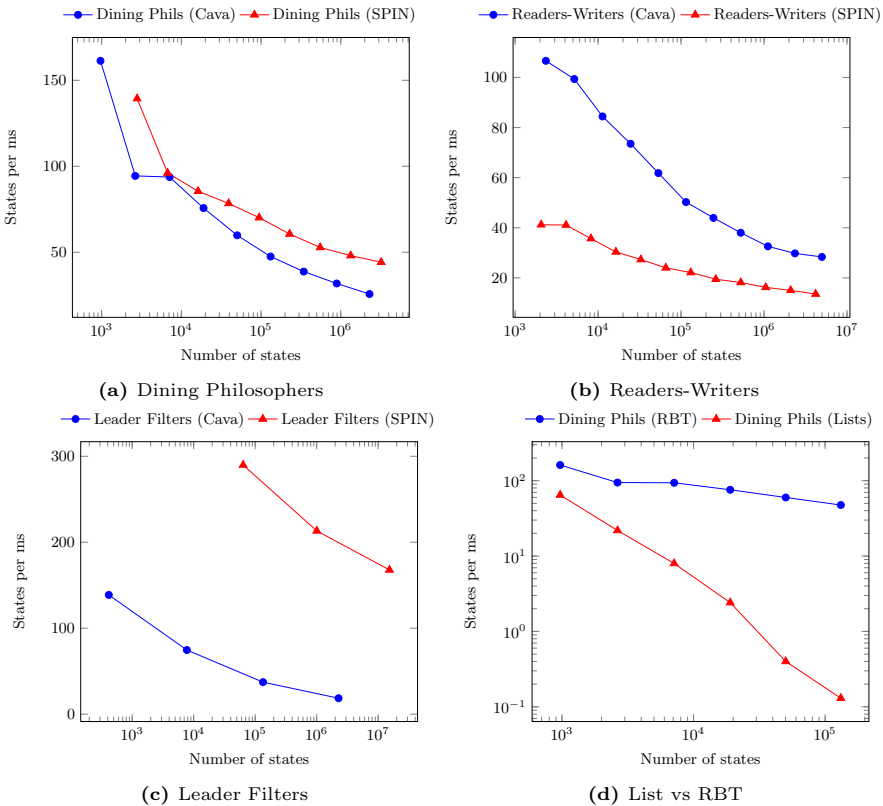 Dining Phils (Cava) Dining Phils (SPIN)
150
100
50
States per ms
10^3 10^4 10^5 10^6
Number of states
(a) Dining Philosophers
Readers-Writers (Cava) Readers-Writers (SPIN)
100
80
60
40
20
States per ms
10^3 10^4 10^5 10^6 10^7
Number of states
(b) Readers-Writers
Leader Filters (Cava) Leader Filters (SPIN)
300
200
100
0
States per ms
10^3 10^4 10^5 10^6 10^7
Number of states
(c) Leader Filters
Dining Phils (RBT) Dining Phils (Lists)
10^2
10^1
10^0
10^−1
States per ms
10^3 10^4 10^5
Number of states
(d) List vs RBT